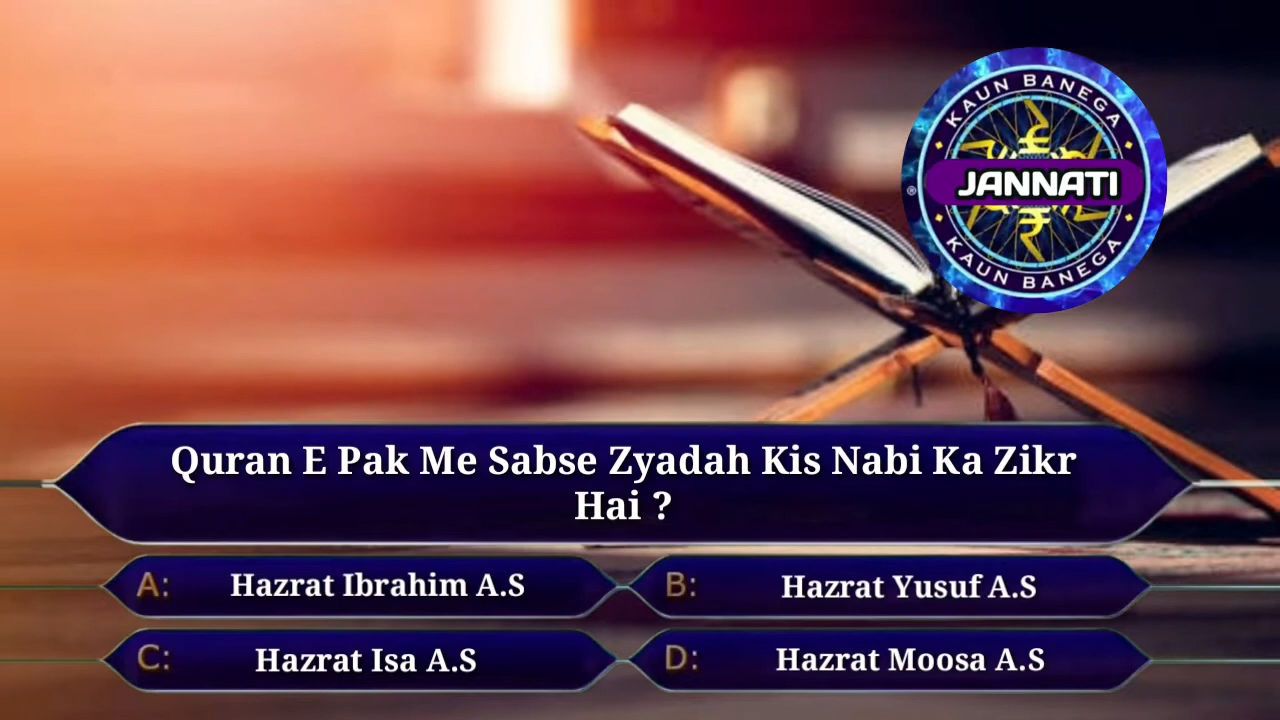 KAUN BANEGA
JANNATI
®
KAUN BANEGA
Quran E Pak Me Sabse Zyadah Kis Nabi Ka Zikr
Hai ?
A: Hazrat Ibrahim A.S
B: Hazrat Yusuf A.S
C: Hazrat Isa A.S
D: Hazrat Moosa A.S